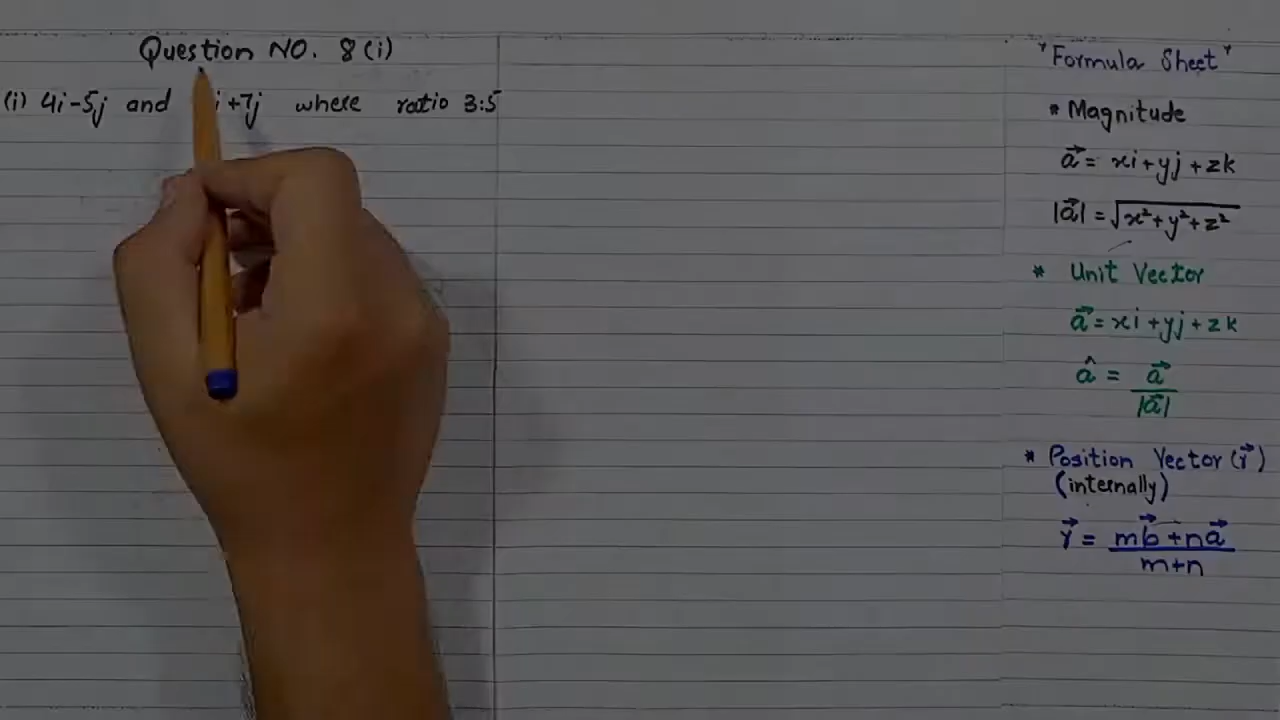 Question NO. 8 (i)
(i) 4i-5j and i+7j where ratio 3:5
"Formula Sheet"
* Magnitude
a⃗ = xi+yj+zk
|a⃗| = √x²+y²+z²
* Unit Vector
a⃗ = xi+yj+zk
â = a⃗
|a⃗|
* Position Vector (r⃗)
(internally)
r⃗ = mb⃗+na⃗
m+n